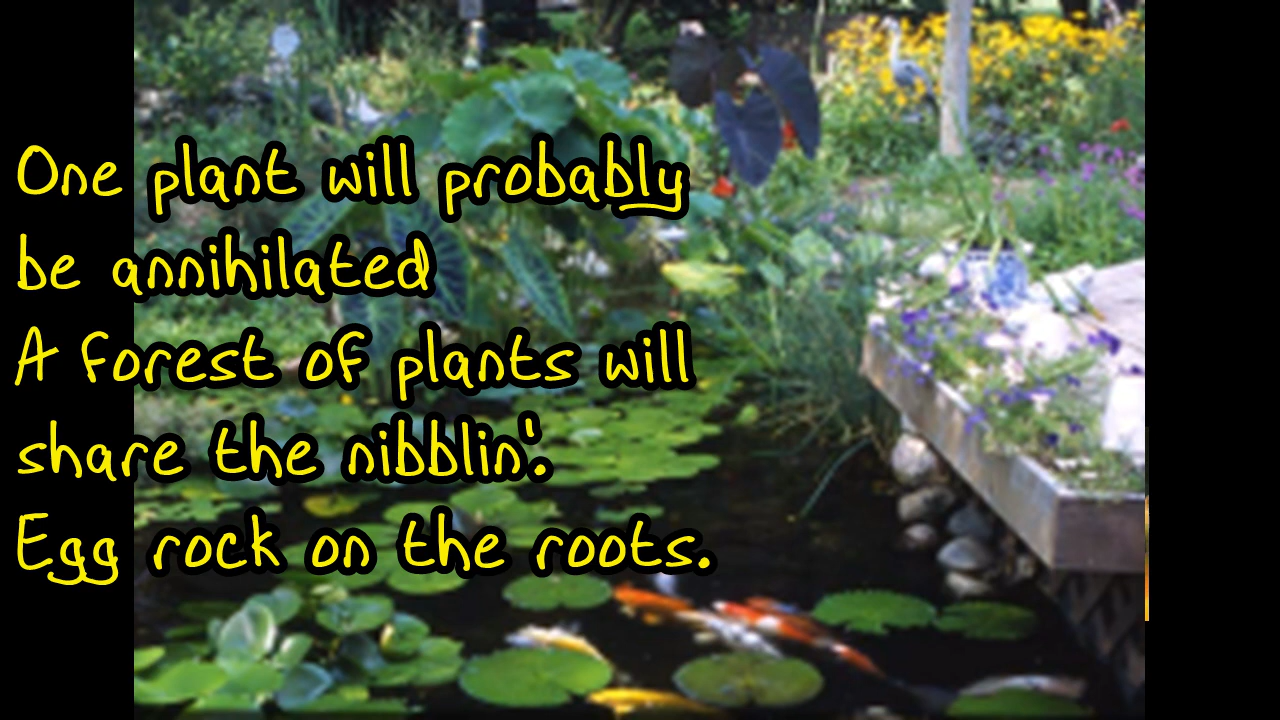 One plant will probably
be annihilated
A forest of plants will
share the nibblin'.
Egg rock on the roots.